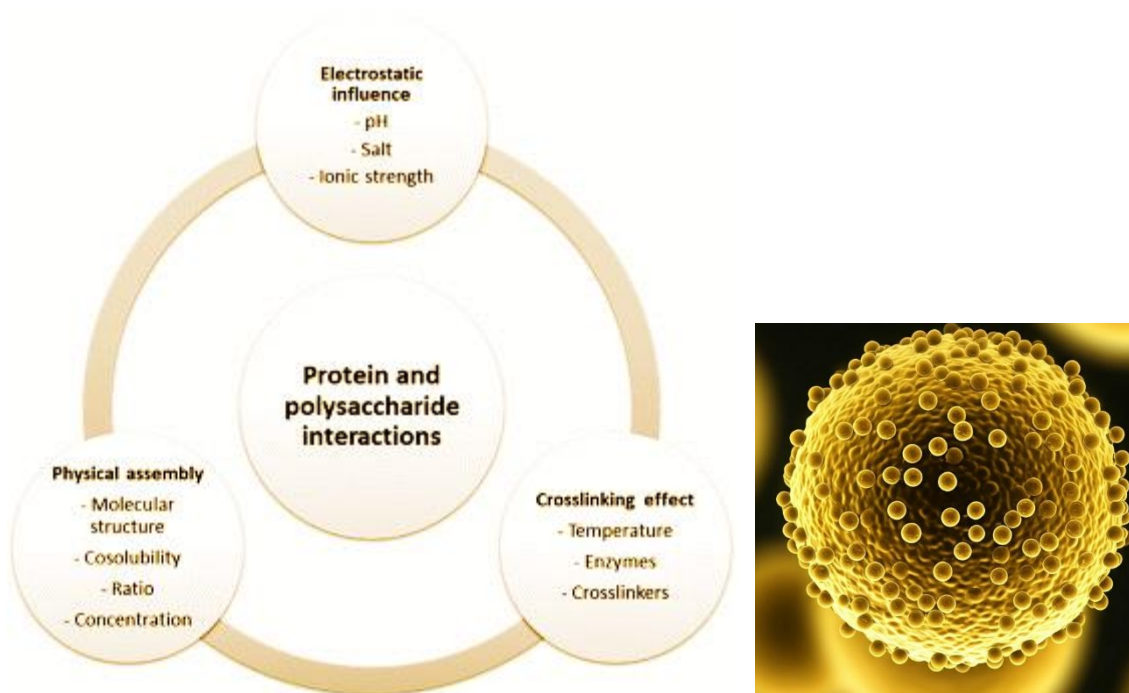 Electrostatic
influence
- pH
- Salt
- Ionic strength
Protein and
polysaccharide
interactions
Physical assembly
- Molecular
structure
- Cosolubility
- Ratio
- Concentration
Crosslinking effect
- Temperature
- Enzymes
- Crosslinkers